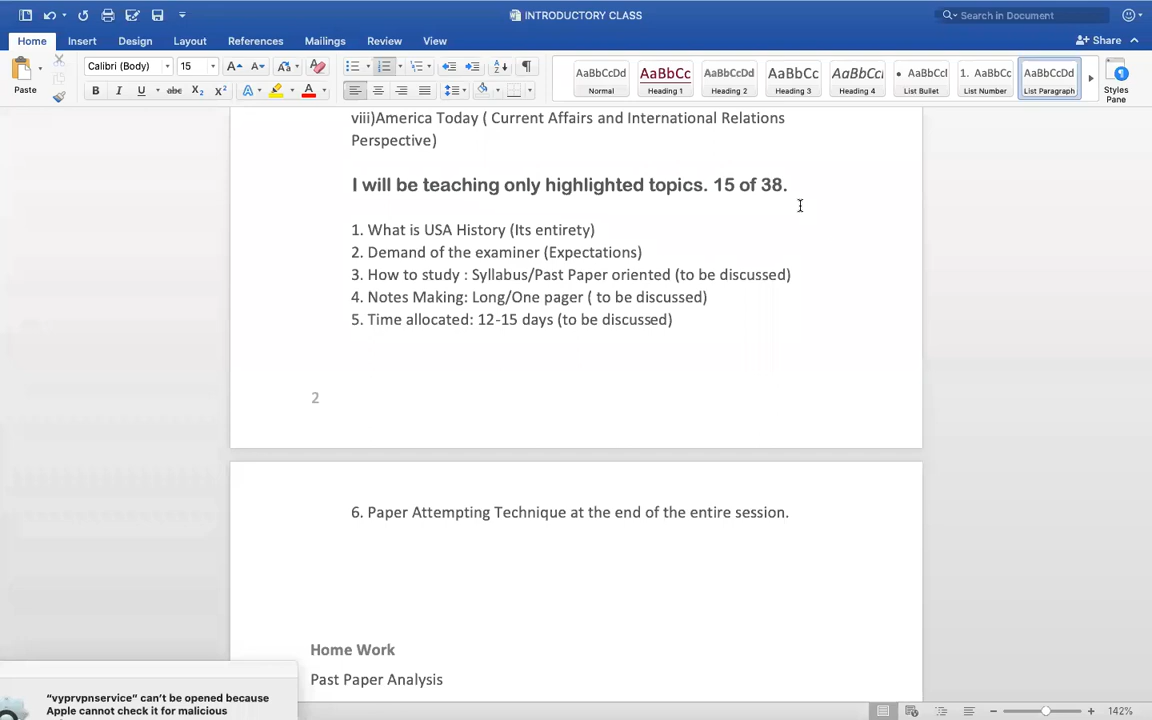 INTRODUCTORY CLASS
Search in Document
Home Insert Design Layout References Mailings Review View
Share
Paste
Calibri (Body) 15
AaBbCcDd AaBbCc AaBbCcDd AaBbCc AaBbCcI AaBbCcI 1. AaBbCc AaBbCcDd
Normal Heading 1 Heading 2 Heading 3 Heading 4 List Bullet List Number List Paragraph
Styles
Pane
B I U abc X2 X2 A A
viii)America Today ( Current Affairs and International Relations
Perspective)
I will be teaching only highlighted topics. 15 of 38.
1. What is USA History (Its entirety)
2. Demand of the examiner (Expectations)
3. How to study : Syllabus/Past Paper oriented (to be discussed)
4. Notes Making: Long/One pager ( to be discussed)
5. Time allocated: 12-15 days (to be discussed)
2
6. Paper Attempting Technique at the end of the entire session.
Home Work
Past Paper Analysis
“vyprvpnservice” can’t be opened because
Apple cannot check it for malicious
142%